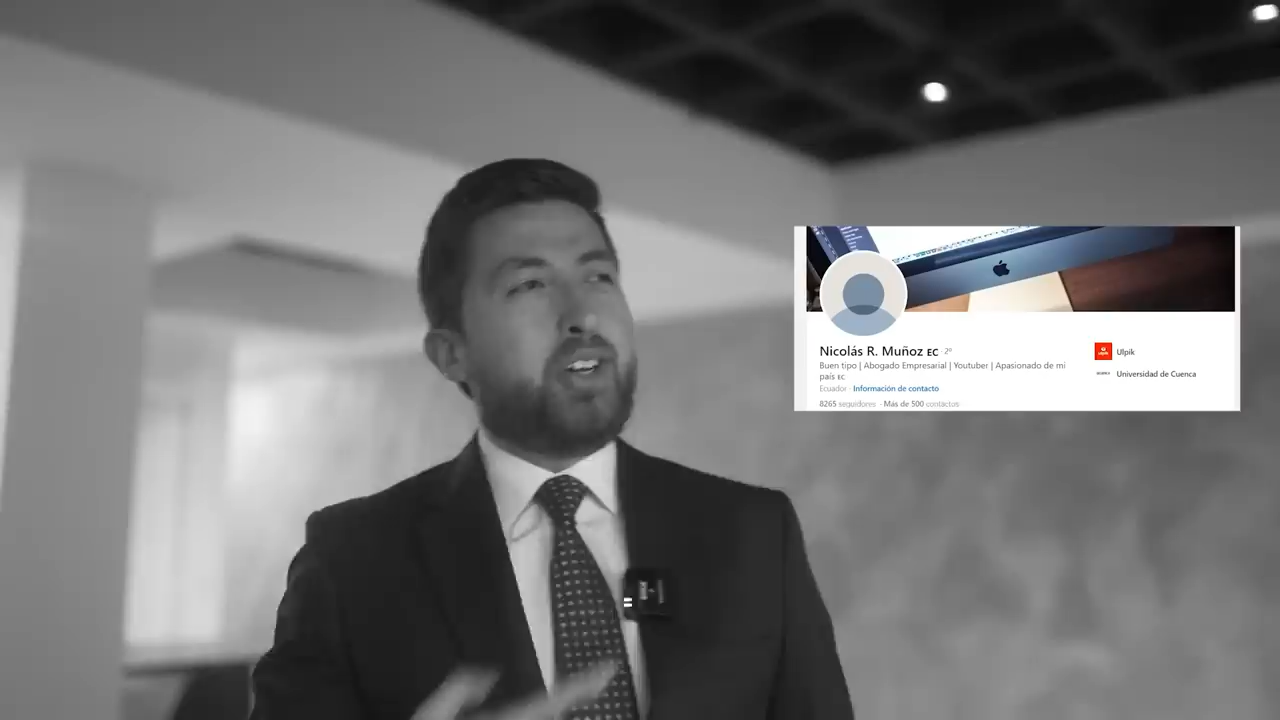 Nicolás R. Muñoz EC · 2º
Buen tipo | Abogado Empresarial | Youtuber | Apasionado de mi
país EC
Ecuador · Información de contacto
8265 seguidores · Más de 500 contactos
Ulpik
Universidad de Cuenca